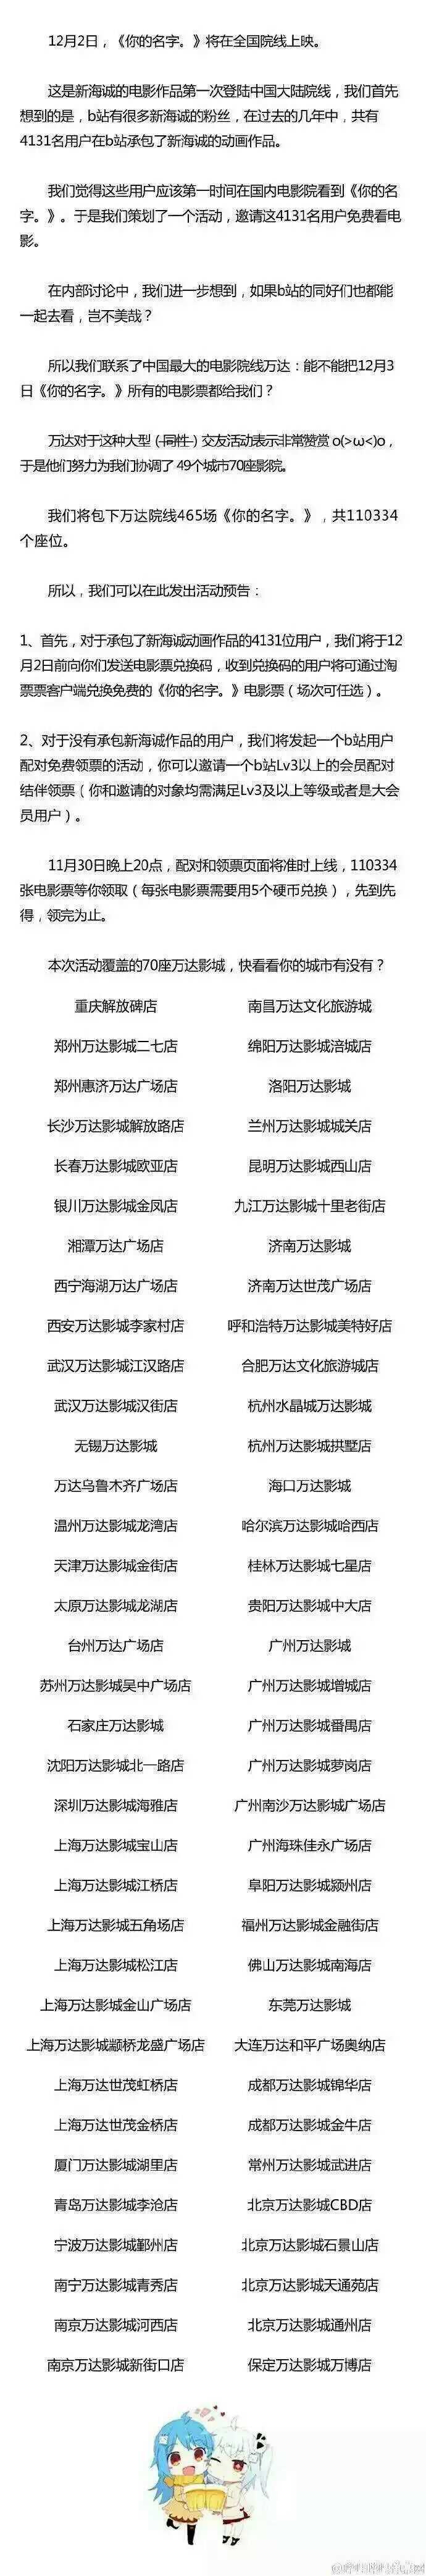 12月2日，《你的名字。》将在全国院线上映。
这是新海诚的电影作品第一次登陆中国大陆院线，我们首先
想到的是，b站有很多新海诚的粉丝，在过去的几年中，共有
4131名用户在b站承包了新海诚的动画作品。
我们觉得这些用户应该第一时间在国内电影院看到《你的名
字。》。于是我们策划了一个活动，邀请这4131名用户免费看电
影。
在内部讨论中，我们进一步想到，如果b站的同好们也都能
一起去看，岂不美哉？
所以我们联系了中国最大的电影院线万达：能不能把12月3
日《你的名字。》所有的电影票都给我们？
万达对于这种大型（同性）交友活动表示非常赞赏 o(>ω<)o，
于是他们努力为我们协调了 49个城市70座影院。
我们将包下万达院线465场《你的名字。》，共110334
个座位。
所以，我们可以在此发出活动预告：
1、首先，对于承包了新海诚动画作品的4131位用户，我们将于12
月2日前向你们发送电影票兑换码，收到兑换码的用户将可通过淘
票票客户端兑换免费的《你的名字。》电影票（场次可任选）。
2、对于没有承包新海诚作品的用户，我们将发起一个b站用户
配对免费领票的活动，你可以邀请一个b站Lv3以上的会员配对
结伴领票（你和邀请的对象均需满足Lv3及以上等级或者是大会
员用户）。
11月30日晚上20点，配对和领票页面将准时上线，110334
张电影票等你领取（每张电影票需要用5个硬币兑换），先到先
得，领完为止。
本次活动覆盖的70座万达影城，快看看你的城市有没有？
重庆解放碑店 南昌万达文化旅游城
郑州万达影城二七店 绵阳万达影城涪城店
郑州惠济万达广场店 洛阳万达影城
长沙万达影城解放路店 兰州万达影城城关店
长春万达影城欧亚店 昆明万达影城西山店
银川万达影城金凤店 九江万达影城十里老街店
湘潭万达广场店 济南万达影城
西宁海湖万达广场店 济南万达世茂广场店
西安万达影城李家村店 呼和浩特万达影城美特好店
武汉万达影城江汉路店 合肥万达文化旅游城店
武汉万达影城汉街店 杭州水晶城万达影城
无锡万达影城 杭州万达影城拱墅店
万达乌鲁木齐广场店 海口万达影城
温州万达影城龙湾店 哈尔滨万达影城哈西店
天津万达影城金街店 桂林万达影城七星店
太原万达影城龙湖店 贵阳万达影城中大店
台州万达广场店 广州万达影城
苏州万达影城吴中广场店 广州万达影城增城店
石家庄万达影城 广州万达影城番禺店
沈阳万达影城北一路店 广州万达影城萝岗店
深圳万达影城海雅店 广州南沙万达影城广场店
上海万达影城宝山店 广州海珠佳永广场店
上海万达影城江桥店 阜阳万达影城颍州店
上海万达影城五角场店 福州万达影城金融街店
上海万达影城松江店 佛山万达影城南海店
上海万达影城金山广场店 东莞万达影城
上海万达影城颛桥龙盛广场店 大连万达和平广场奥纳店
上海万达世茂虹桥店 成都万达影城锦华店
上海万达世茂金桥店 成都万达影城金牛店
厦门万达影城湖里店 常州万达影城武进店
青岛万达影城李沧店 北京万达影城CBD店
宁波万达影城鄞州店 北京万达影城石景山店
南宁万达影城青秀店 北京万达影城天通苑店
南京万达影城河西店 北京万达影城通州店
南京万达影城新街口店 保定万达影城万博店